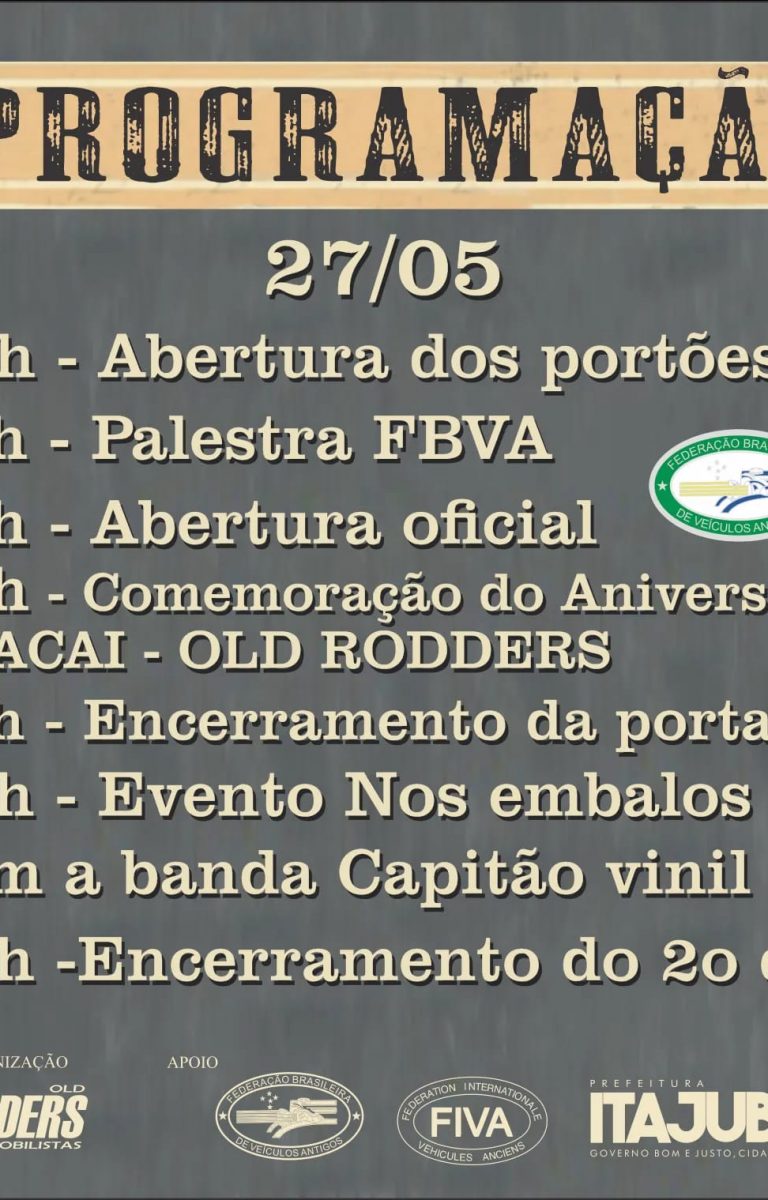 PROGRAMAÇÃ
27/05
h - Abertura dos portões
h - Palestra FBVA
FEDERAÇÃO BRASI
DE VEÍCULOS ANTI
h - Abertura oficial
h - Comemoração do Anivers
ACAI - OLD RODDERS
h - Encerramento da porta
h - Evento Nos embalos
m a banda Capitão vinil
h -Encerramento do 2o
NIZAÇÃO
APOIO
OLD
DERS
OBILISTAS
FEDERAÇÃO BRASILEIRA
DE VEÍCULOS ANTIGOS
FEDERATION INTERNATIONALE
FIVA
VEHICULES ANCIENS
PREFEITURA
ITAJUB
GOVERNO BOM E JUSTO, CIDA